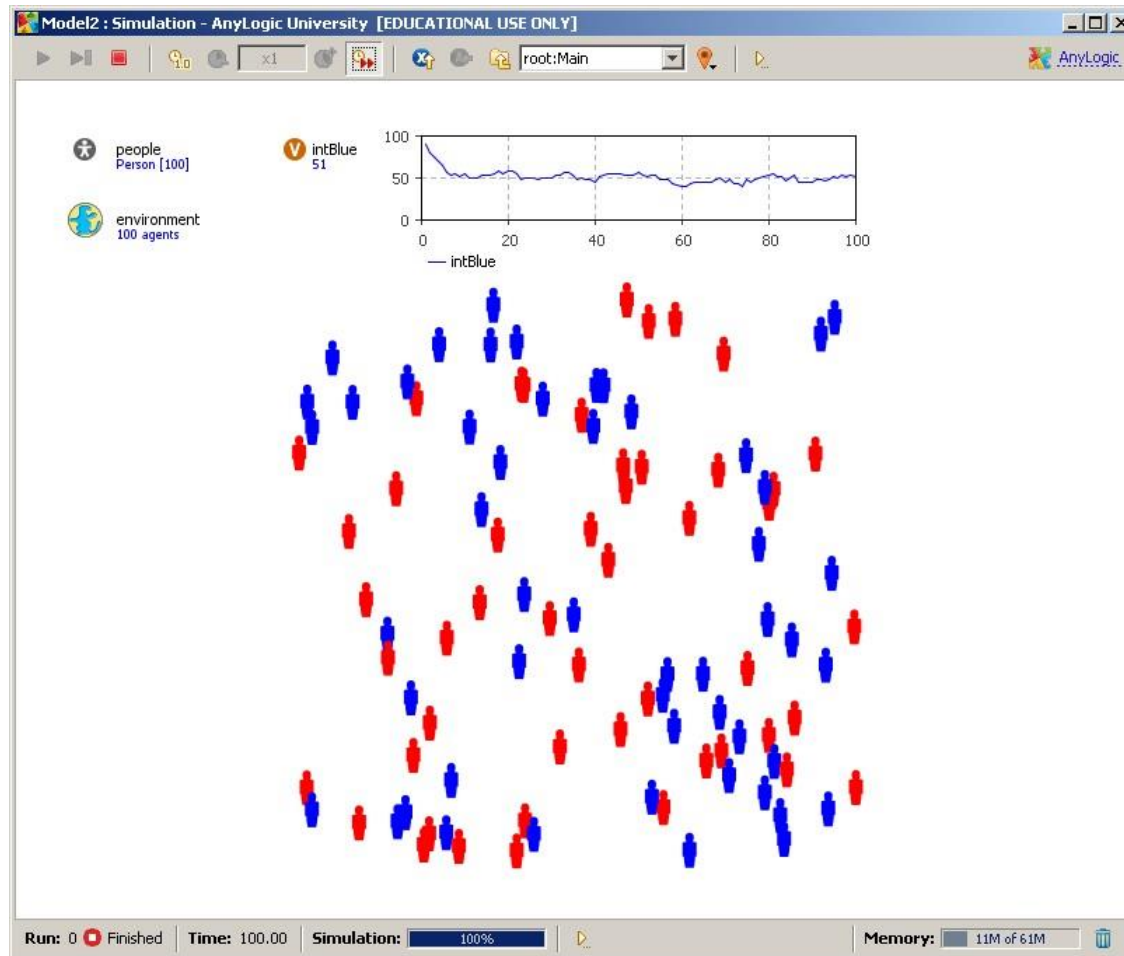 Model2 : Simulation - AnyLogic University [EDUCATIONAL USE ONLY]
x1
root:Main
AnyLogic
people
Person [100]
intBlue
51
environment
100 agents
100
50
0
0 20 40 60 80 100
intBlue
Run: 0 Finished Time: 100.00 Simulation: 100% Memory: 11M of 61M